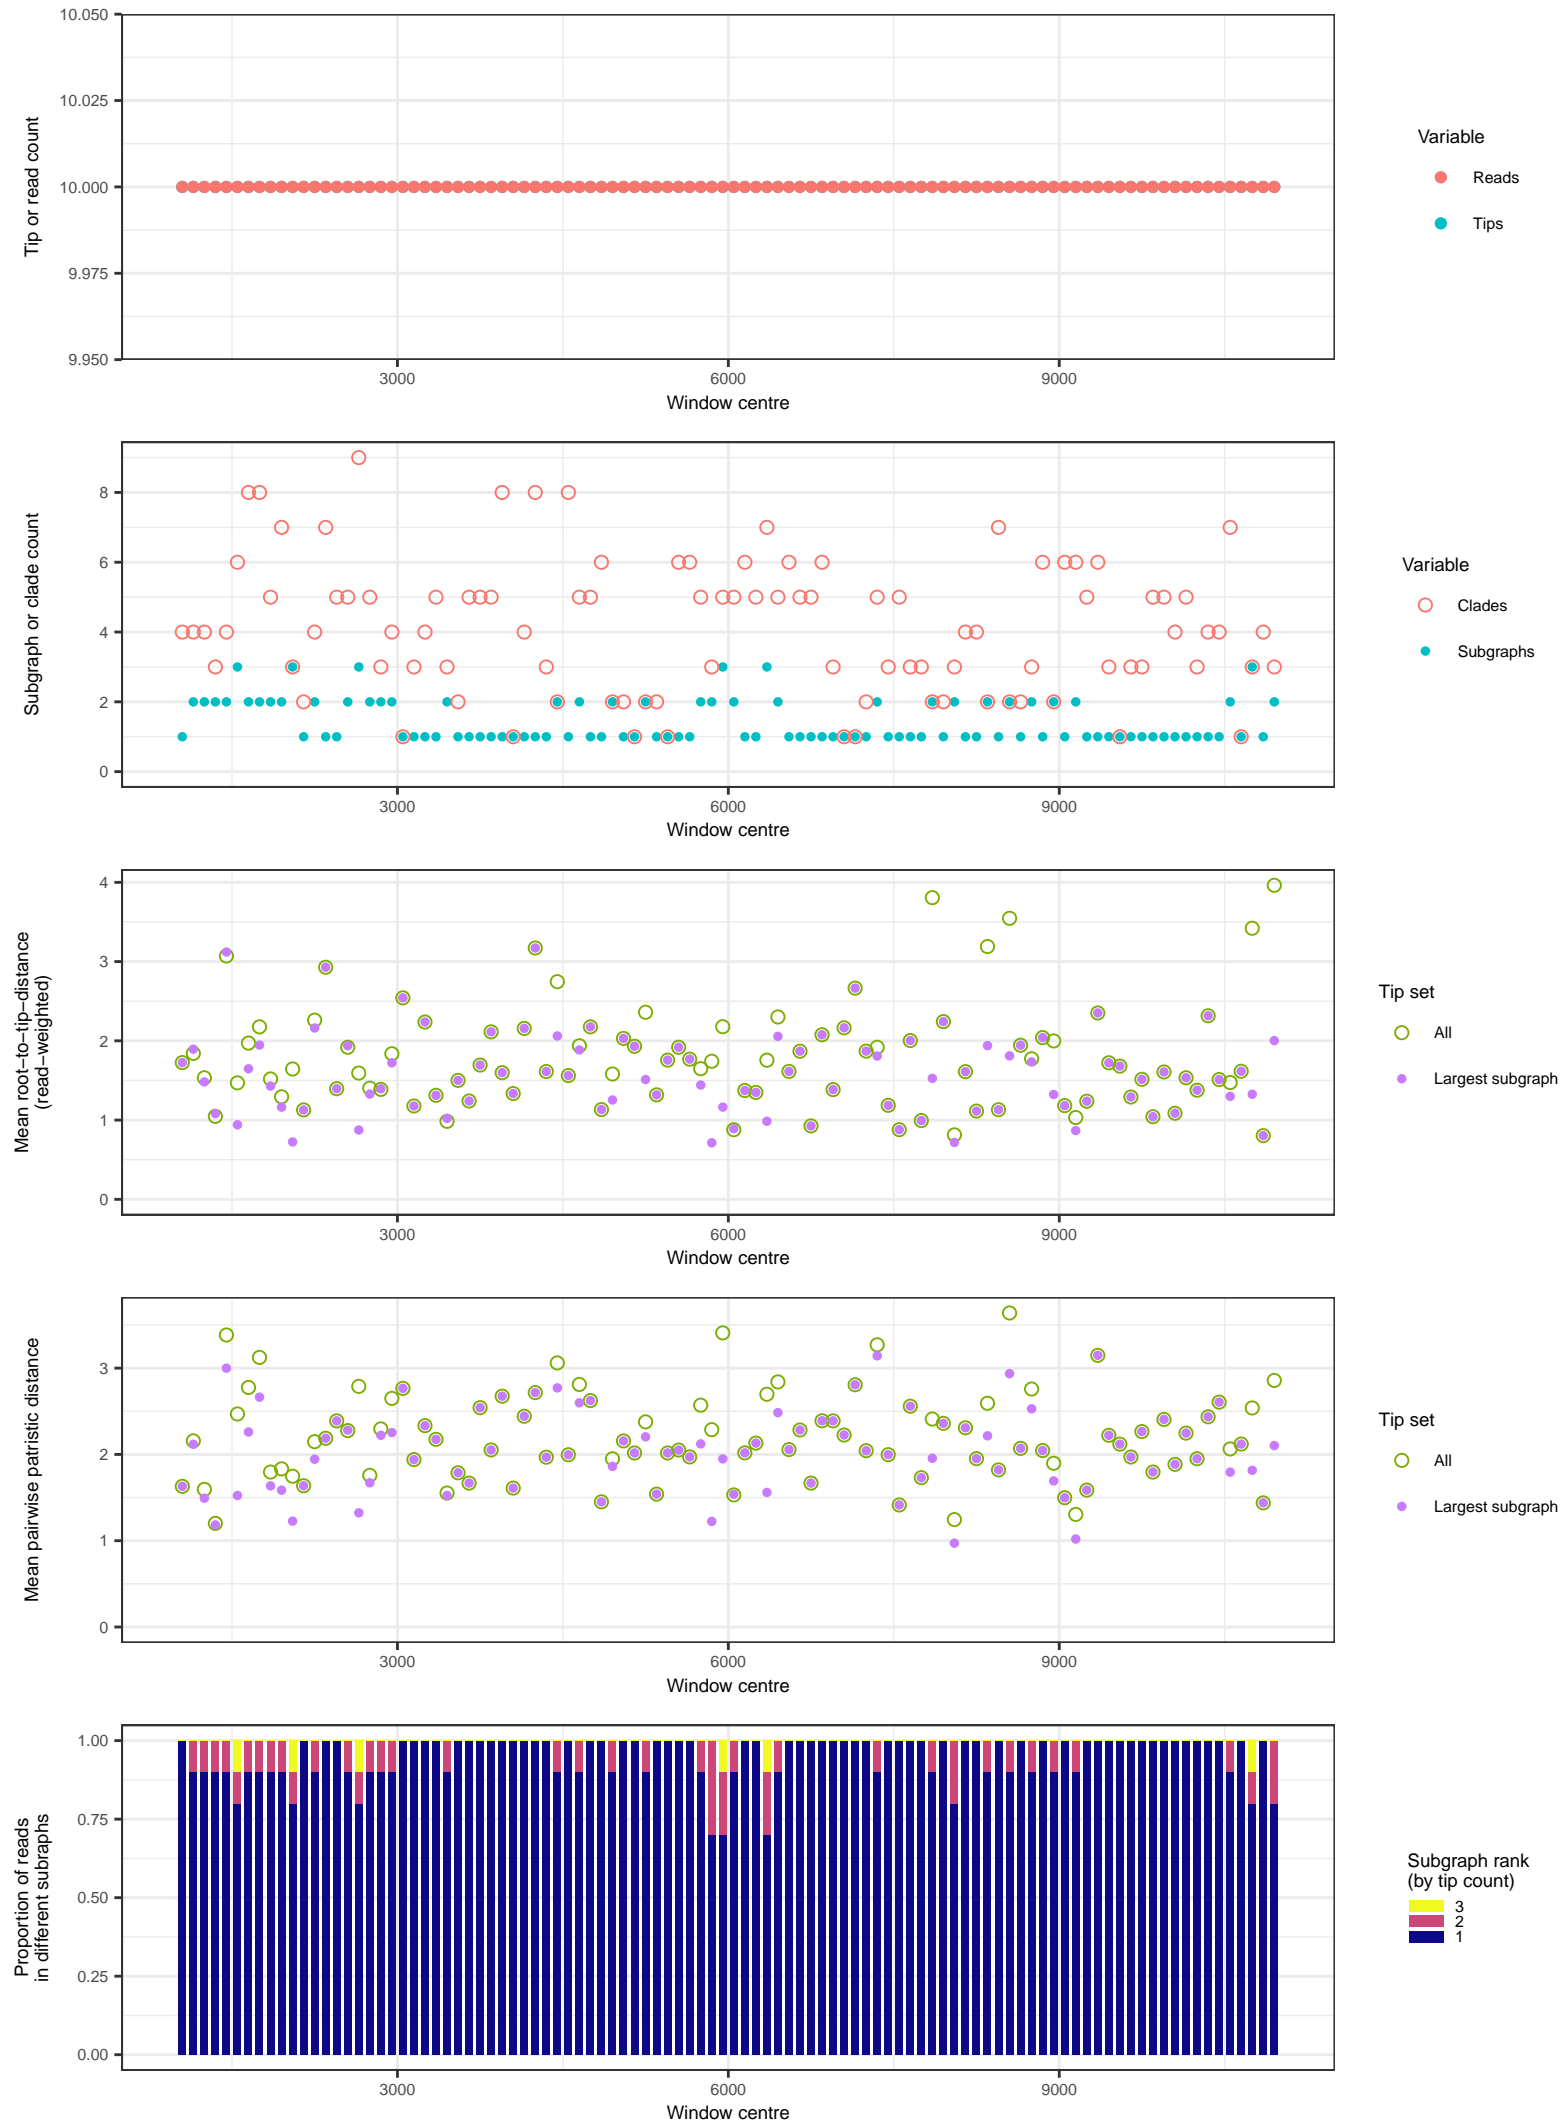 10.050
10.025
10.000
9.975
9.950
Tip or read count
3000 6000 9000
Window centre
Variable
Reads
Tips
8
6
4
2
0
Subgraph or clade count
3000 6000 9000
Window centre
Variable
Clades
Subgraphs
4
3
2
1
0
Mean root−to−tip−distance
(read−weighted)
3000 6000 9000
Window centre
Tip set
All
Largest subgraph
3
2
1
0
Mean pairwise patristic distance
3000 6000 9000
Window centre
Tip set
All
Largest subgraph
1.00
0.75
0.50
0.25
0.00
Proportion of reads
in different subraphs
3000 6000 9000
Window centre
Subgraph rank
(by tip count)
3
2
1